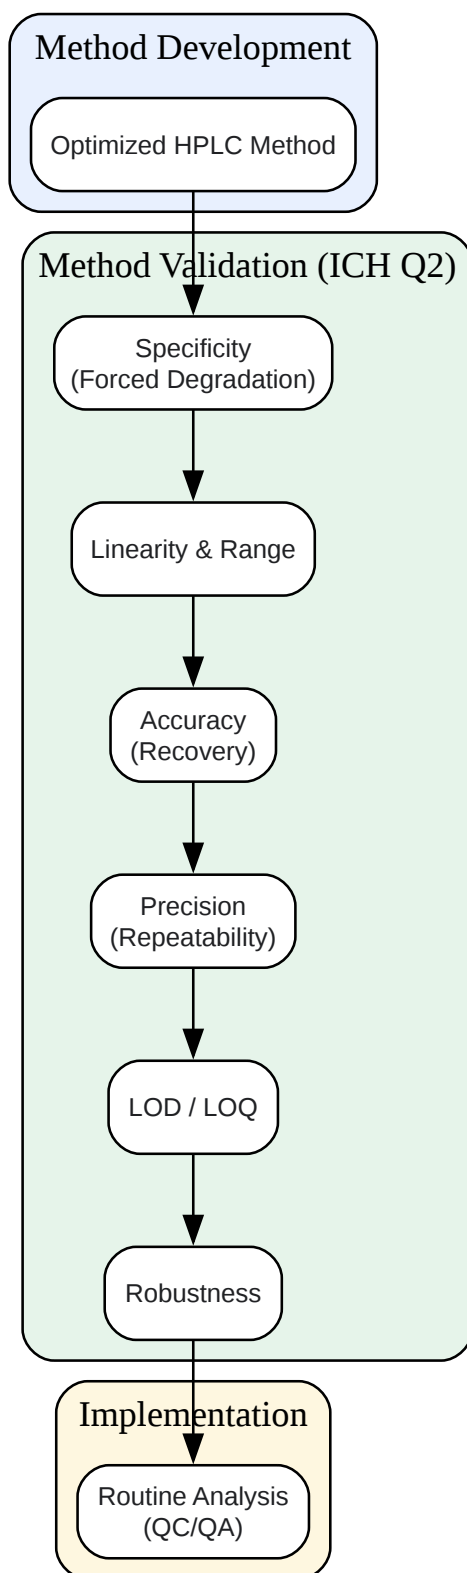 Method Development
Optimized HPLC Method
Method Validation (ICH Q2)
Specificity
(Forced Degradation)
Linearity & Range
Accuracy
(Recovery)
Precision
(Repeatability)
LOD / LOQ
Robustness
Implementation
Routine Analysis
(QC/QA)